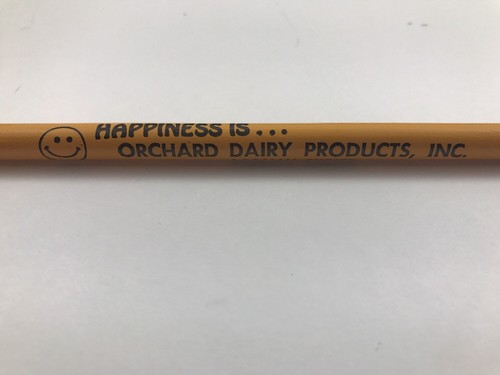 HAPPINESS IS...
ORCHARD DAIRY PRODUCTS, INC.